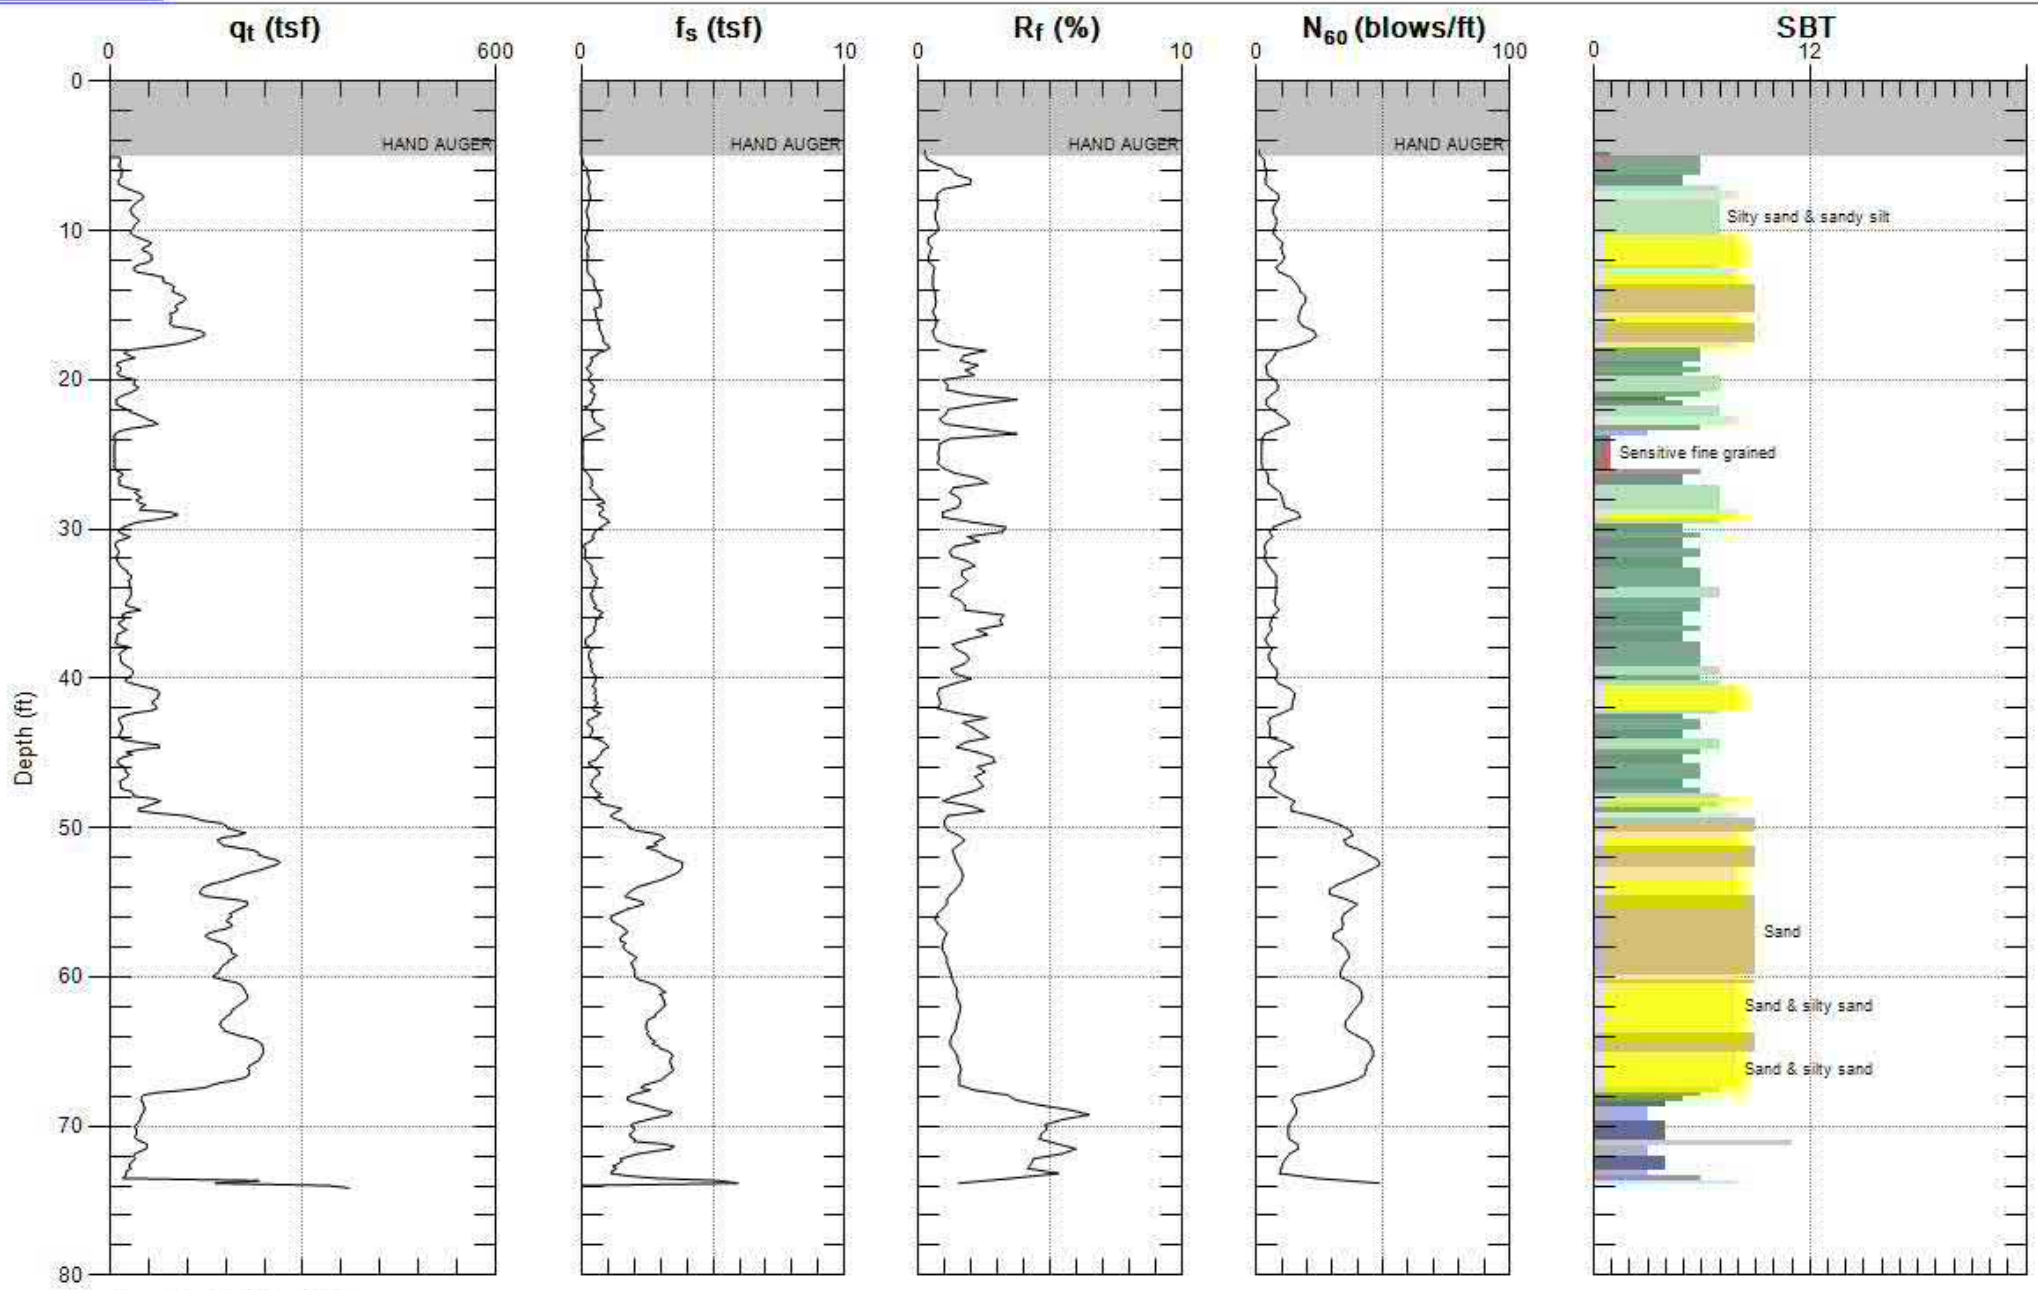 qt (tsf) fs (tsf) Rf (%) N60 (blows/ft) SBT
0 600 0 10 0 10 0 100 0 12
0
HAND AUGER HAND AUGER HAND AUGER HAND AUGER
Silty sand & sandy silt
10
20
Sensitive fine grained
30
40
Depth (ft)
50
Sand
60
Sand & silty sand
Sand & silty sand
70
80